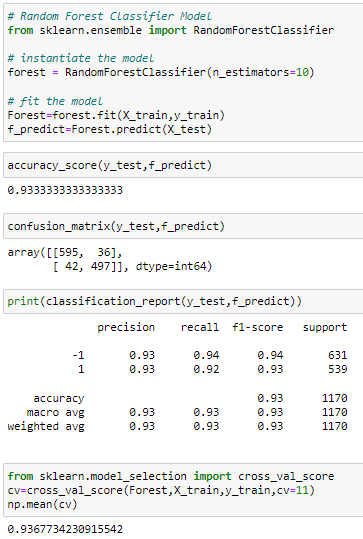 # Random Forest Classifier Model
from sklearn.ensemble import RandomForestClassifier
# instantiate the model
forest = RandomForestClassifier(n_estimators=10)
# fit the model
Forest=forest.fit(X_train,y_train)
f_predict=Forest.predict(X_test)
accuracy_score(y_test,f_predict)
0.9333333333333333
confusion_matrix(y_test,f_predict)
array([[595,  36],
       [ 42, 497]], dtype=int64)
print(classification_report(y_test,f_predict))
precision    recall  f1-score   support
-1       0.93      0.94      0.94       631
1       0.93      0.92      0.93       539
accuracy                           0.93      1170
macro avg       0.93      0.93      0.93      1170
weighted avg       0.93      0.93      0.93      1170
from sklearn.model_selection import cross_val_score
cv=cross_val_score(Forest,X_train,y_train,cv=11)
np.mean(cv)
0.9367734230915542